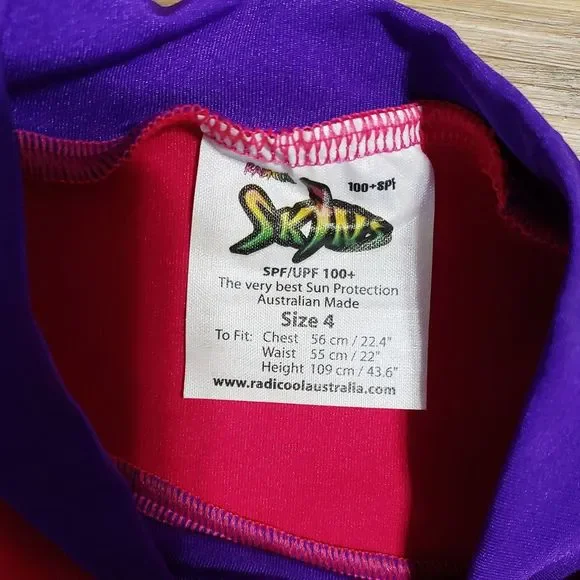 100+SPF
SKINS
SPF/UPF 100+
The very best Sun Protection
Australian Made
Size 4
To Fit: Chest 56 cm / 22.4"
Waist 55 cm / 22"
Height 109 cm / 43.6"
www.radicoolaustralia.com